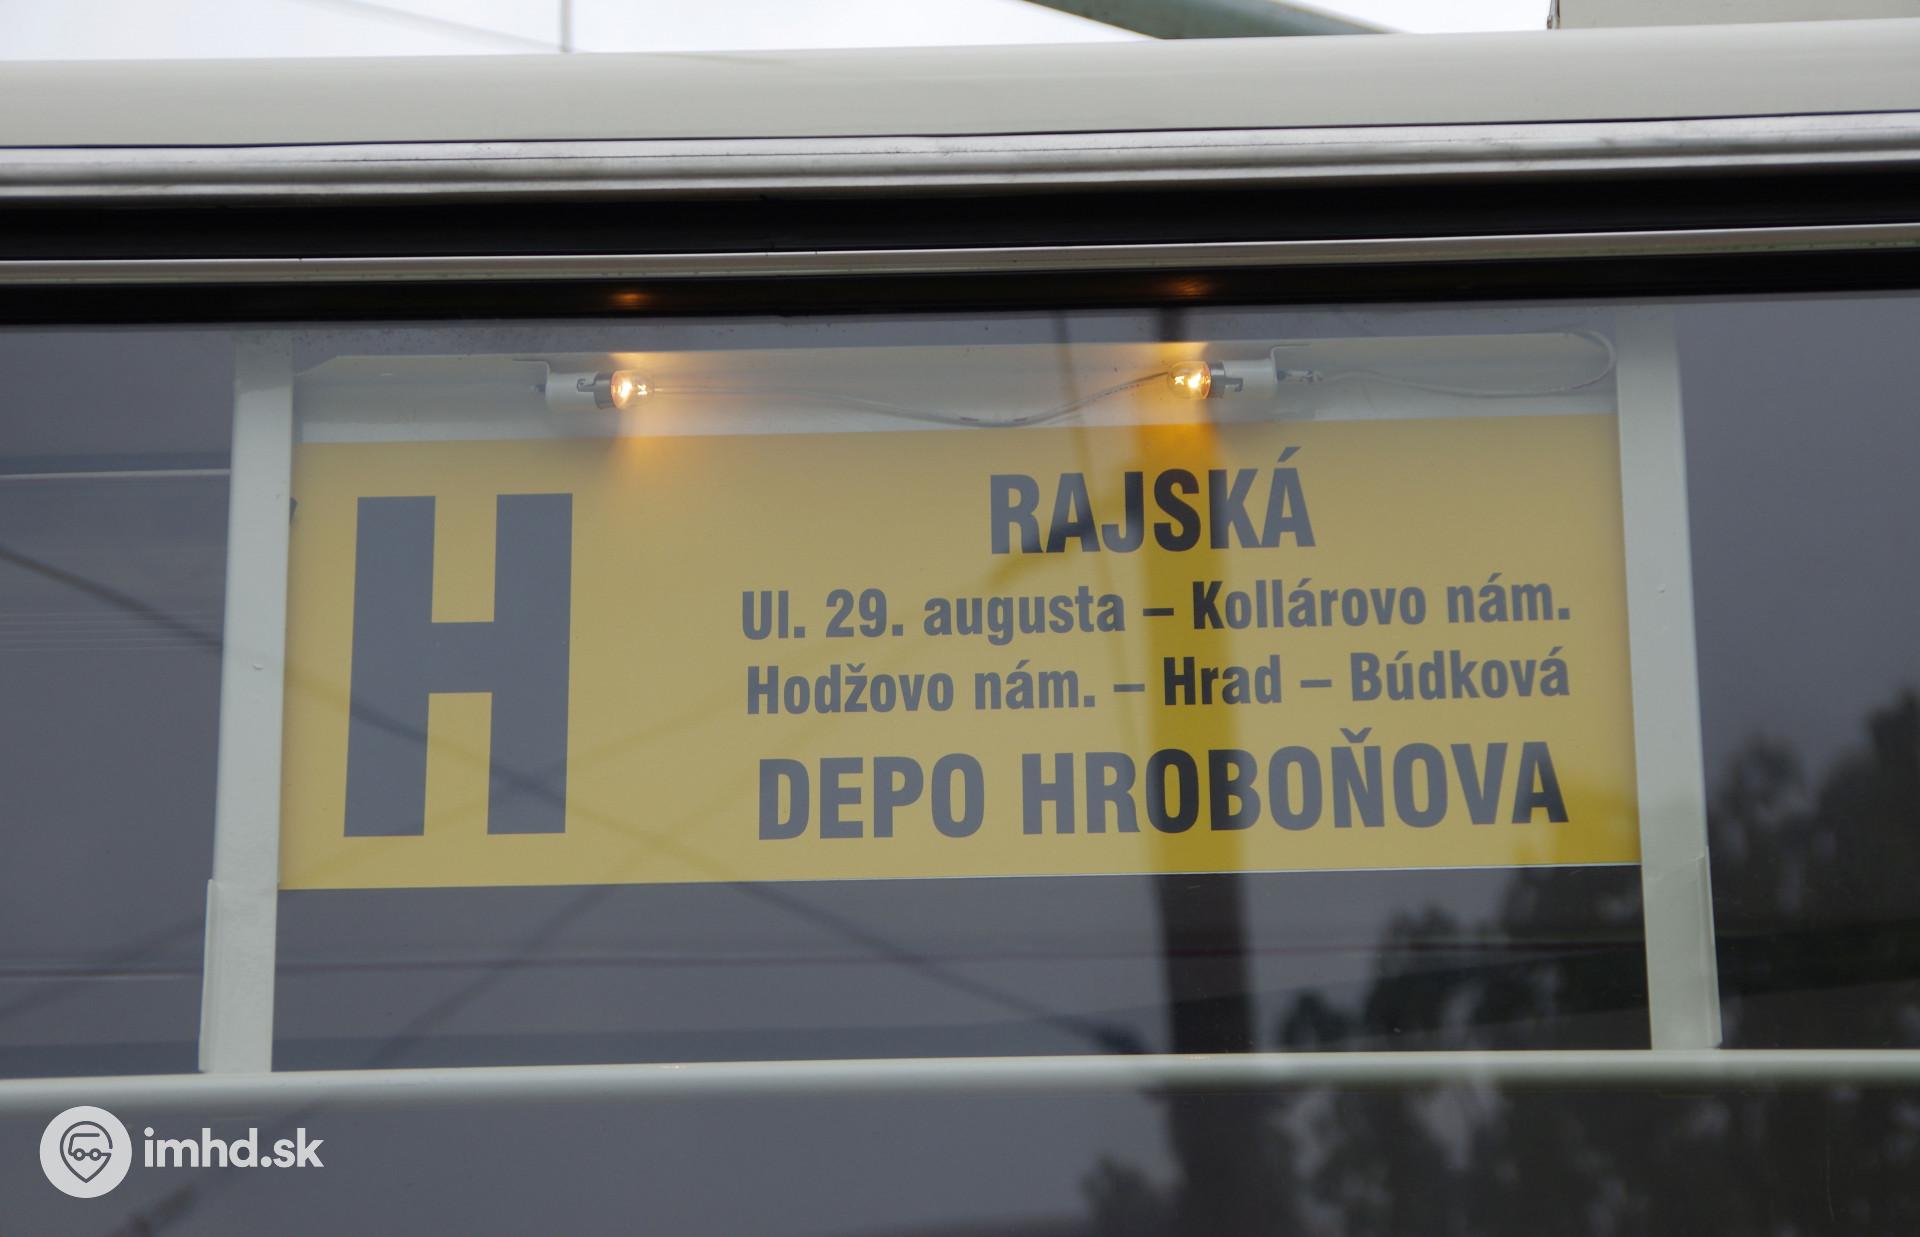 H
RAJSKÁ
Ul. 29. augusta – Kollárovo nám.
Hodžovo nám. – Hrad – Búdková
DEPO HROBOŇOVA
imhd.sk